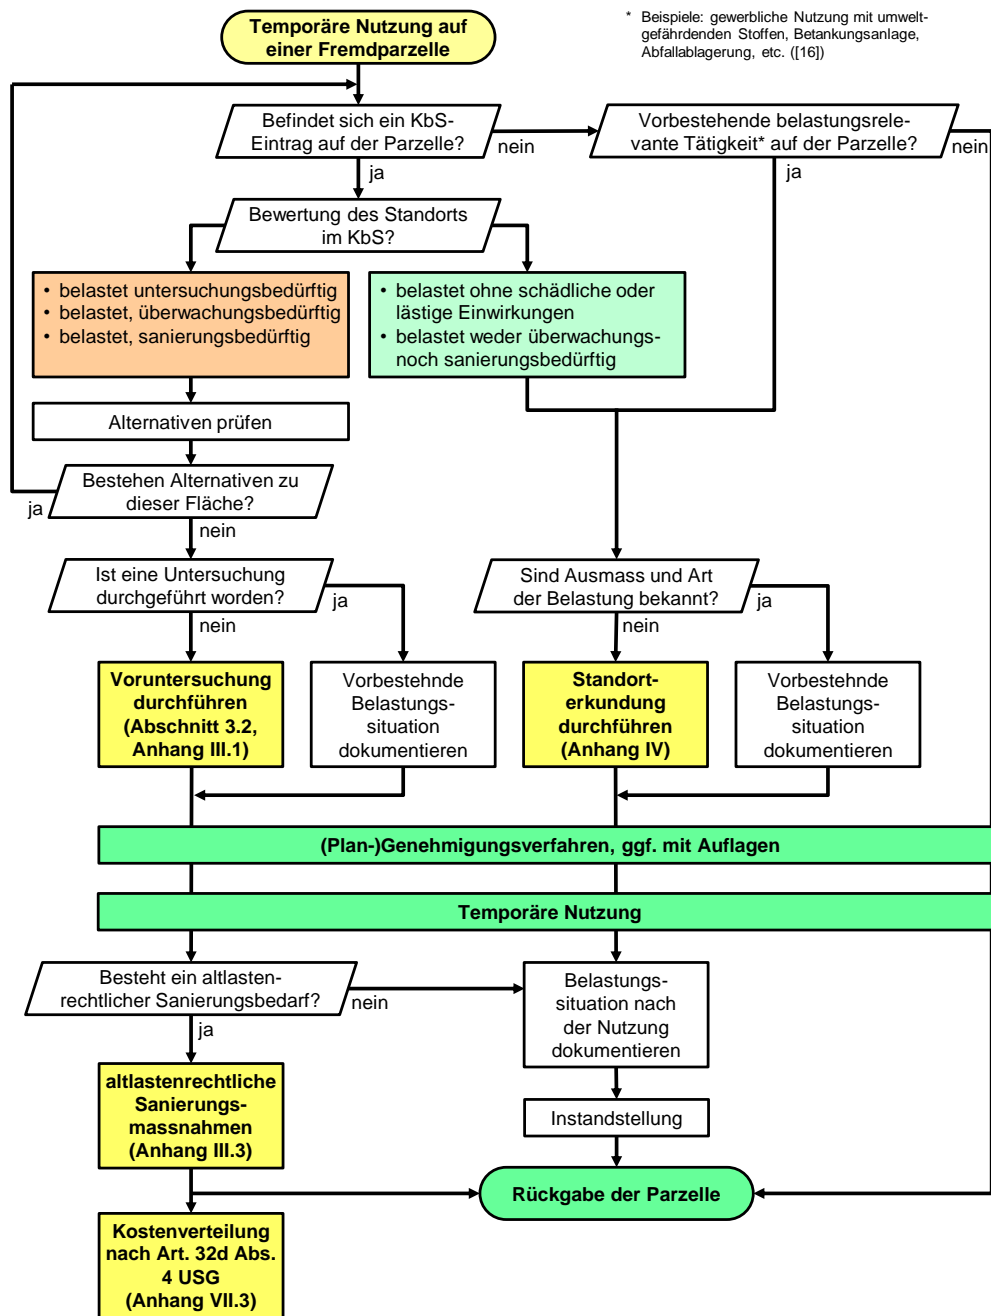 Temporäre Nutzung auf
einer Fremdparzelle
* Beispiele: gewerbliche Nutzung mit umwelt-
gefährdenden Stoffen, Betankungsanlage,
Abfallablagerung, etc. ([16])
Befindet sich ein KbS-
Eintrag auf der Parzelle?
nein
Vorbestehende belastungsrele-
vante Tätigkeit* auf der Parzelle?
nein
ja
ja
Bewertung des Standorts
im KbS?
• belastet untersuchungsbedürftig
• belastet, überwachungsbedürftig
• belastet, sanierungsbedürftig
• belastet ohne schädliche oder
lästige Einwirkungen
• belastet weder überwachungs-
noch sanierungsbedürftig
Alternativen prüfen
Bestehen Alternativen zu
dieser Fläche?
ja
nein
Ist eine Untersuchung
durchgeführt worden?
ja
nein
Sind Ausmass und Art
der Belastung bekannt?
ja
nein
Voruntersuchung
durchführen
(Abschnitt 3.2,
Anhang III.1)
Vorbestehnde
Belastungs-
situation
dokumentieren
Standort-
erkundung
durchführen
(Anhang IV)
Vorbestehnde
Belastungs-
situation
dokumentieren
(Plan-)Genehmigungsverfahren, ggf. mit Auflagen
Temporäre Nutzung
Besteht ein altlasten-
rechtlicher Sanierungsbedarf?
nein
ja
Belastungs-
situation nach
der Nutzung
dokumentieren
altlastenrechtliche
Sanierungs-
massnahmen
(Anhang III.3)
Instandstellung
Rückgabe der Parzelle
Kostenverteilung
nach Art. 32d Abs.
4 USG
(Anhang VII.3)